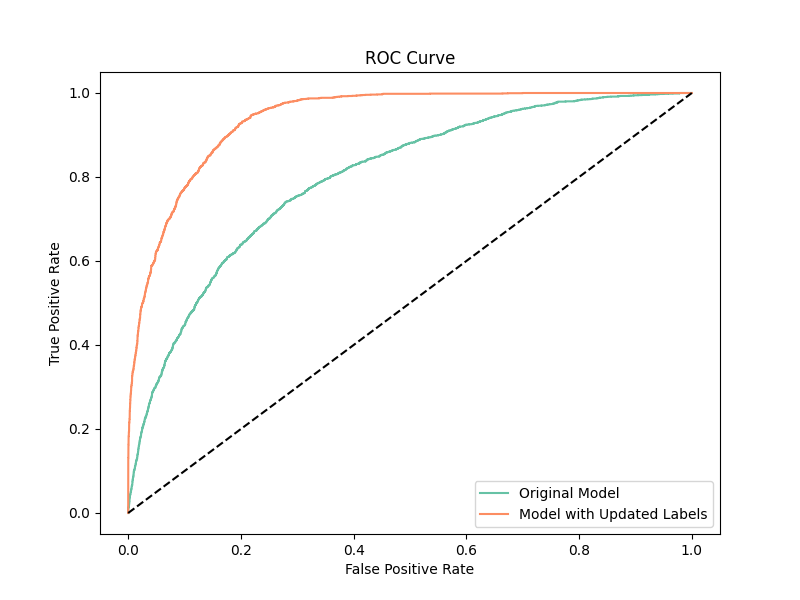 ROC Curve
1.0
0.8
0.6
0.4
0.2
0.0
True Positive Rate
0.0 0.2 0.4 0.6 0.8 1.0
False Positive Rate
Original Model
Model with Updated Labels